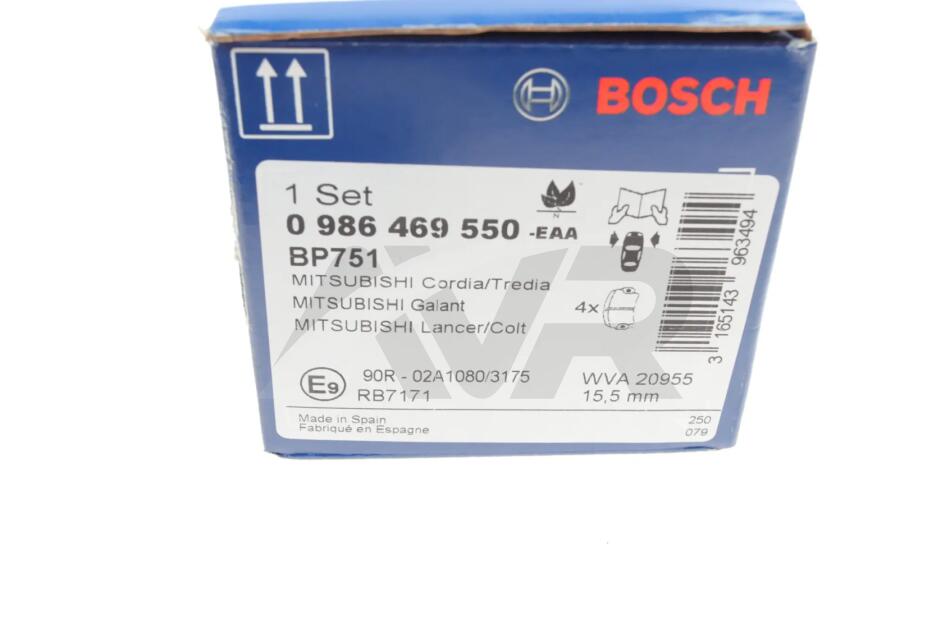 BOSCH
1 Set
N
0 986 469 550 -EAA
BP751
MITSUBISHI Cordia/Tredia
MITSUBISHI Galant
MITSUBISHI Lancer/Colt
4x
3 165143 963494
E9
90R - 02A1080/3175
RB7171
WVA 20955
15,5 mm
Made in Spain
Fabriqué en Espagne
250
079
AVR